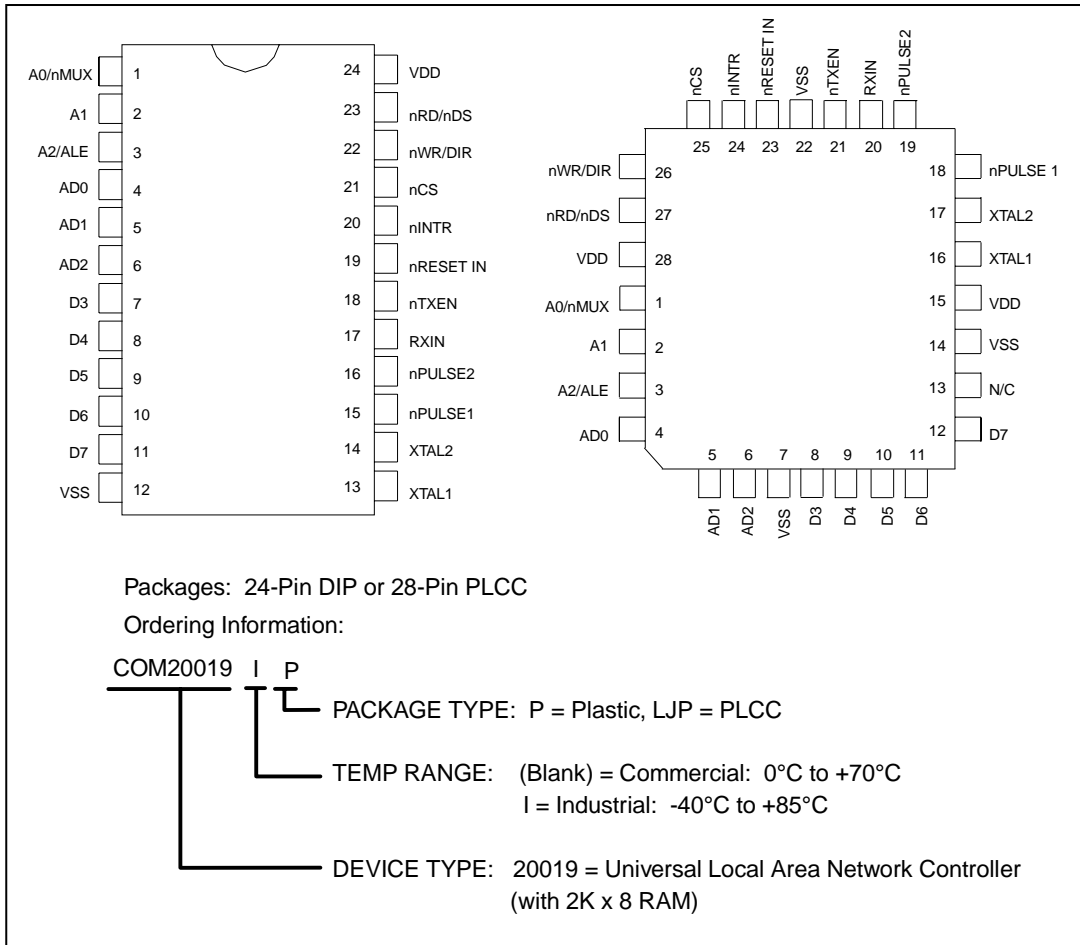 A0/nMUX 1 24 VDD
A1 2 23 nRD/nDS
A2/ALE 3 22 nWR/DIR
AD0 4 21 nCS
AD1 5 20 nINTR
AD2 6 19 nRESET IN
D3 7 18 nTXEN
D4 8 17 RXIN
D5 9 16 nPULSE2
D6 10 15 nPULSE1
D7 11 14 XTAL2
VSS 12 13 XTAL1
nCS nINTR nRESET IN VSS nTXEN RXIN nPULSE2
25 24 23 22 21 20 19
nWR/DIR 26 18 nPULSE 1
nRD/nDS 27 17 XTAL2
VDD 28 16 XTAL1
A0/nMUX 1 15 VDD
A1 2 14 VSS
A2/ALE 3 13 N/C
AD0 4 12 D7
5 6 7 8 9 10 11
AD1 AD2 VSS D3 D4 D5 D6
Packages: 24-Pin DIP or 28-Pin PLCC
Ordering Information:
COM20019 I P
PACKAGE TYPE: P = Plastic, LJP = PLCC
TEMP RANGE: (Blank) = Commercial: 0°C to +70°C
I = Industrial: -40°C to +85°C
DEVICE TYPE: 20019 = Universal Local Area Network Controller
(with 2K x 8 RAM)